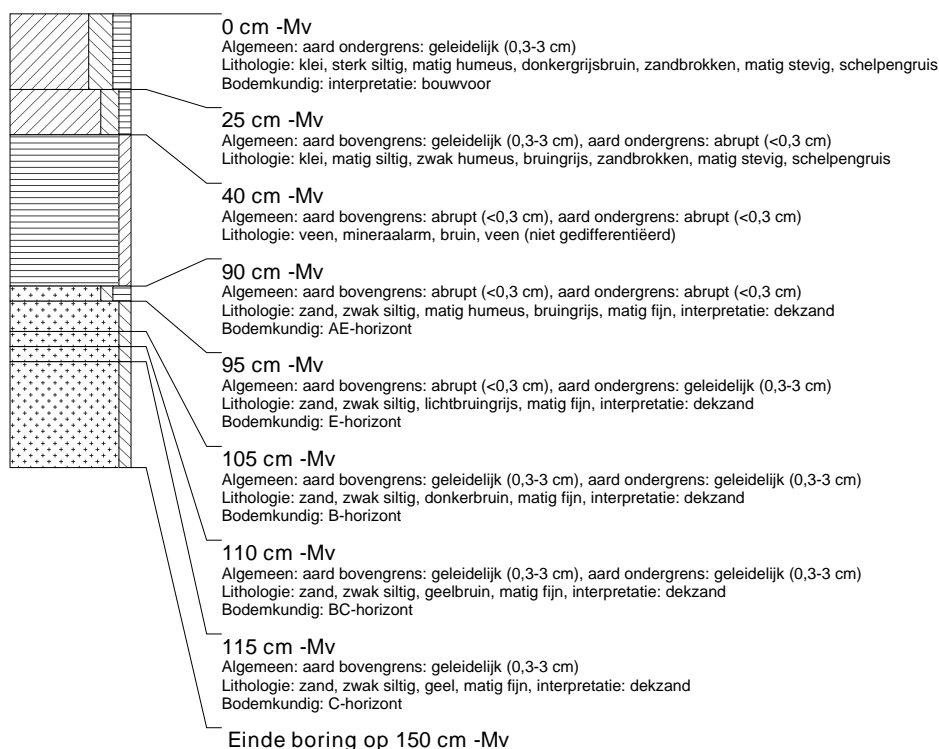 0 cm -Mv
Algemeen: aard ondergrens: geleidelijk (0,3-3 cm)
Lithologie: klei, sterk siltig, matig humeus, donkergrijsbruin, zandbrokken, matig stevig, schelpengruis
Bodemkundig: interpretatie: bouwvoor
25 cm -Mv
Algemeen: aard bovengrens: geleidelijk (0,3-3 cm), aard ondergrens: abrupt (<0,3 cm)
Lithologie: klei, matig siltig, zwak humeus, bruingrijs, zandbrokken, matig stevig, schelpengruis
40 cm -Mv
Algemeen: aard bovengrens: abrupt (<0,3 cm), aard ondergrens: abrupt (<0,3 cm)
Lithologie: veen, mineraalarm, bruin, veen (niet gedifferentiëerd)
90 cm -Mv
Algemeen: aard bovengrens: abrupt (<0,3 cm), aard ondergrens: abrupt (<0,3 cm)
Lithologie: zand, zwak siltig, matig humeus, bruingrijs, matig fijn, interpretatie: dekzand
Bodemkundig: AE-horizont
95 cm -Mv
Algemeen: aard bovengrens: abrupt (<0,3 cm), aard ondergrens: geleidelijk (0,3-3 cm)
Lithologie: zand, zwak siltig, lichtbruingrijs, matig fijn, interpretatie: dekzand
Bodemkundig: E-horizont
105 cm -Mv
Algemeen: aard bovengrens: geleidelijk (0,3-3 cm), aard ondergrens: geleidelijk (0,3-3 cm)
Lithologie: zand, zwak siltig, donkerbruin, matig fijn, interpretatie: dekzand
Bodemkundig: B-horizont
110 cm -Mv
Algemeen: aard bovengrens: geleidelijk (0,3-3 cm), aard ondergrens: geleidelijk (0,3-3 cm)
Lithologie: zand, zwak siltig, geelbruin, matig fijn, interpretatie: dekzand
Bodemkundig: BC-horizont
115 cm -Mv
Algemeen: aard bovengrens: geleidelijk (0,3-3 cm)
Lithologie: zand, zwak siltig, geel, matig fijn, interpretatie: dekzand
Bodemkundig: C-horizont
Einde boring op 150 cm -Mv